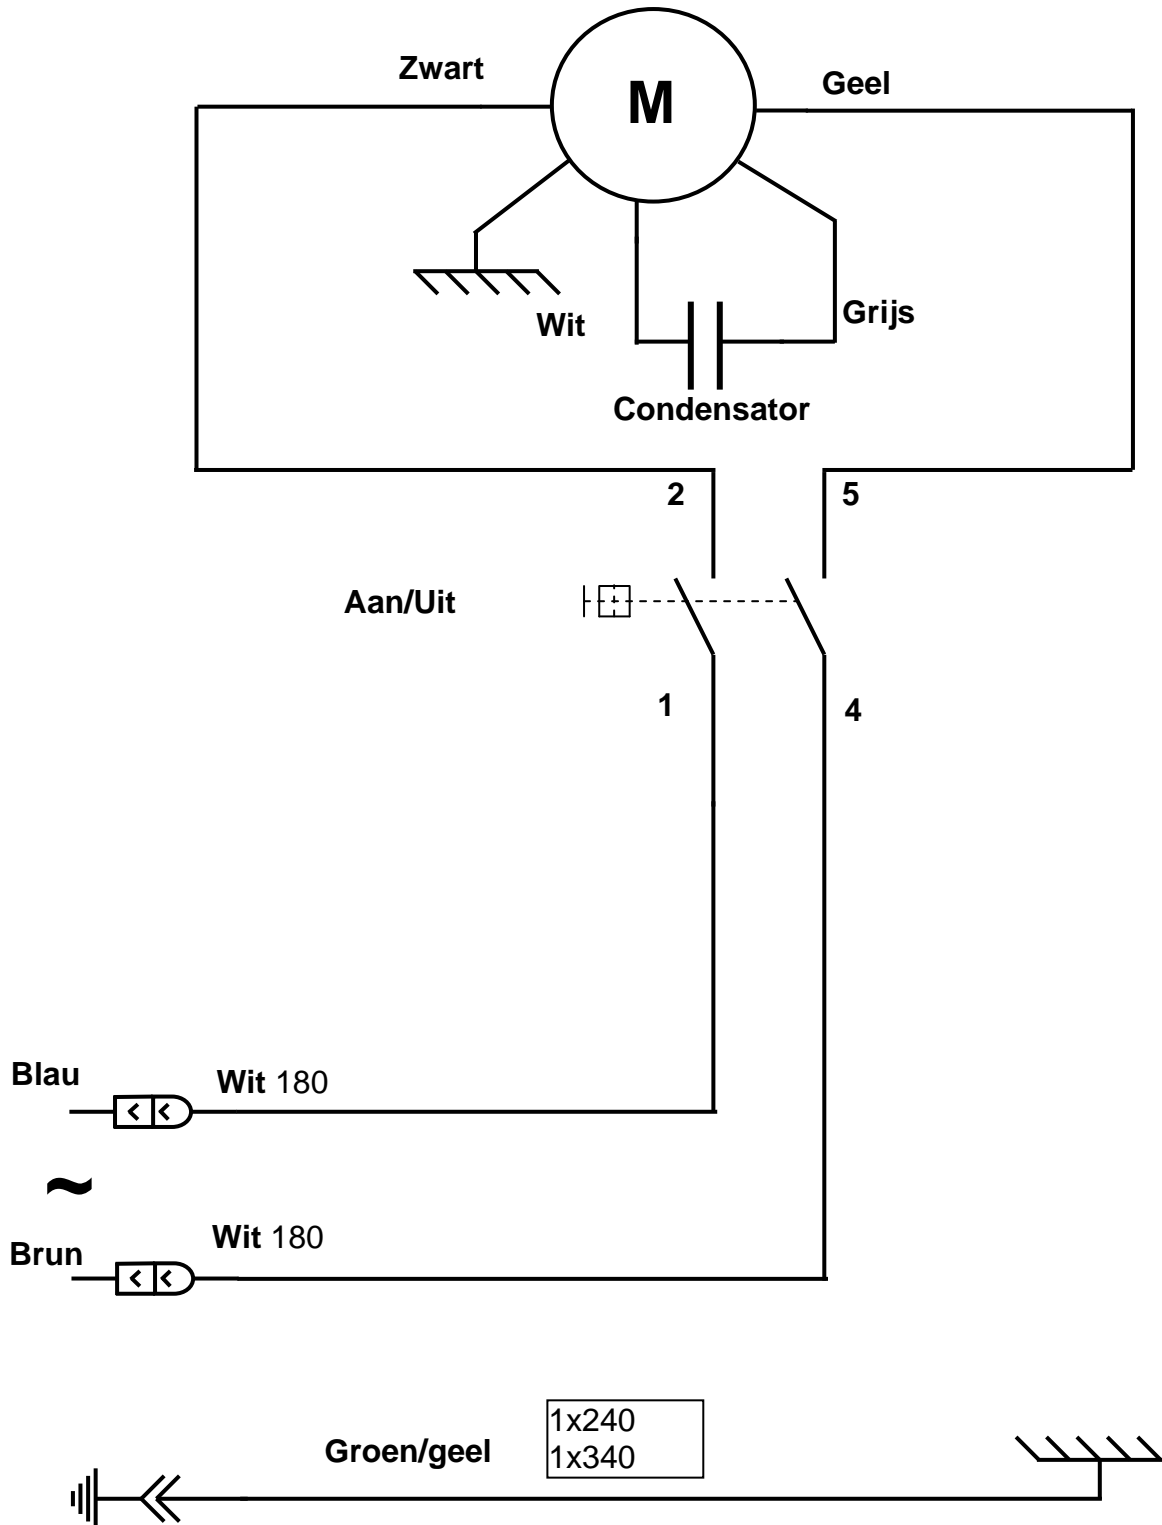 Zwart
M
Geel
Wit
Grijs
Condensator
2
5
Aan/Uit
1
4
Blau
Wit 180
~
Brun
Wit 180
Groen/geel
1x240
1x340